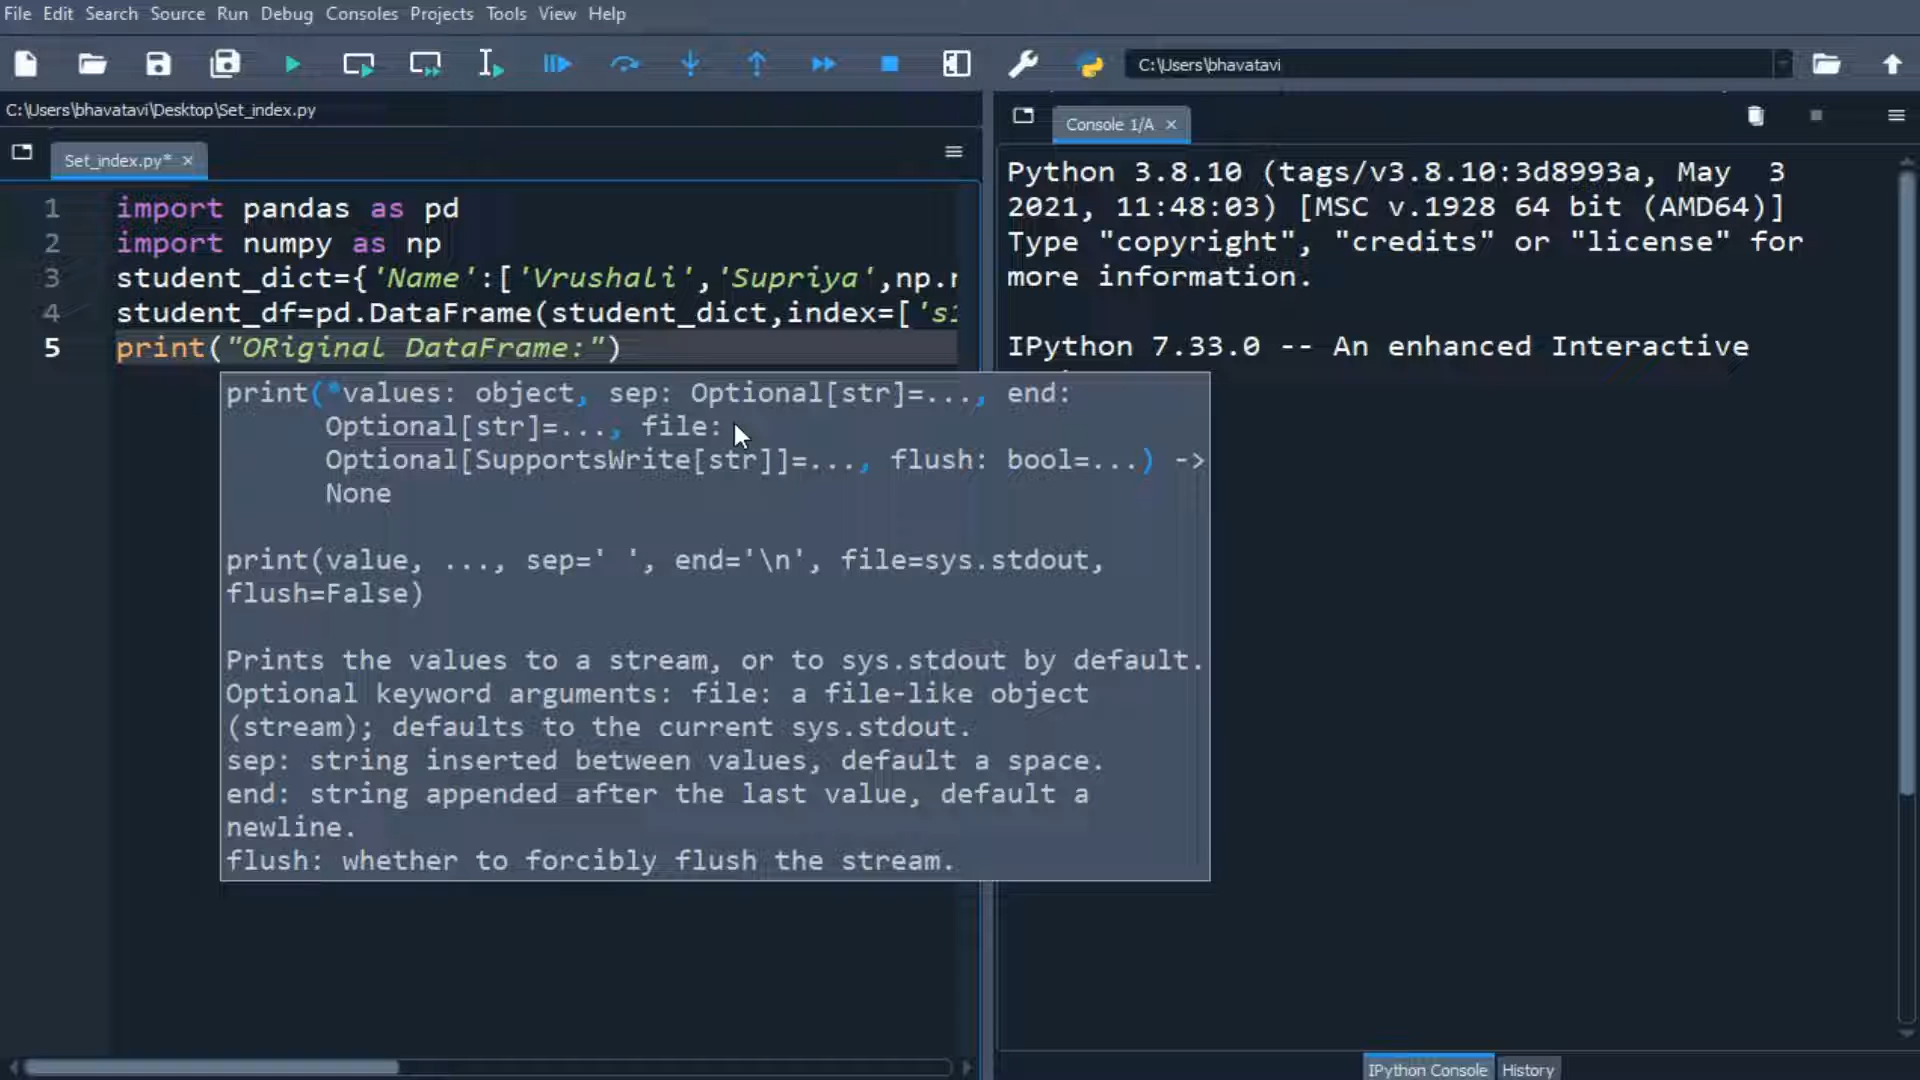 File Edit Search Source Run Debug Consoles Projects Tools View Help
C:\Users\bhavatavi
C:\Users\bhavatavi\Desktop\Set_index.py
Set_index.py*
1 import pandas as pd
2 import numpy as np
3 student_dict={'Name':['Vrushali','Supriya',np.n
4 student_df=pd.DataFrame(student_dict,index=['s1
5 print("ORiginal DataFrame:")
print(*values: object, sep: Optional[str]=..., end:
Optional[str]=..., file:
Optional[SupportsWrite[str]]=..., flush: bool=...) ->
None
print(value, ..., sep=' ', end='\n', file=sys.stdout,
flush=False)
Prints the values to a stream, or to sys.stdout by default.
Optional keyword arguments: file: a file-like object
(stream); defaults to the current sys.stdout.
sep: string inserted between values, default a space.
end: string appended after the last value, default a
newline.
flush: whether to forcibly flush the stream.
Console 1/A
Python 3.8.10 (tags/v3.8.10:3d8993a, May 3
2021, 11:48:03) [MSC v.1928 64 bit (AMD64)]
Type "copyright", "credits" or "license" for
more information.
IPython 7.33.0 -- An enhanced Interactive
IPython Console History